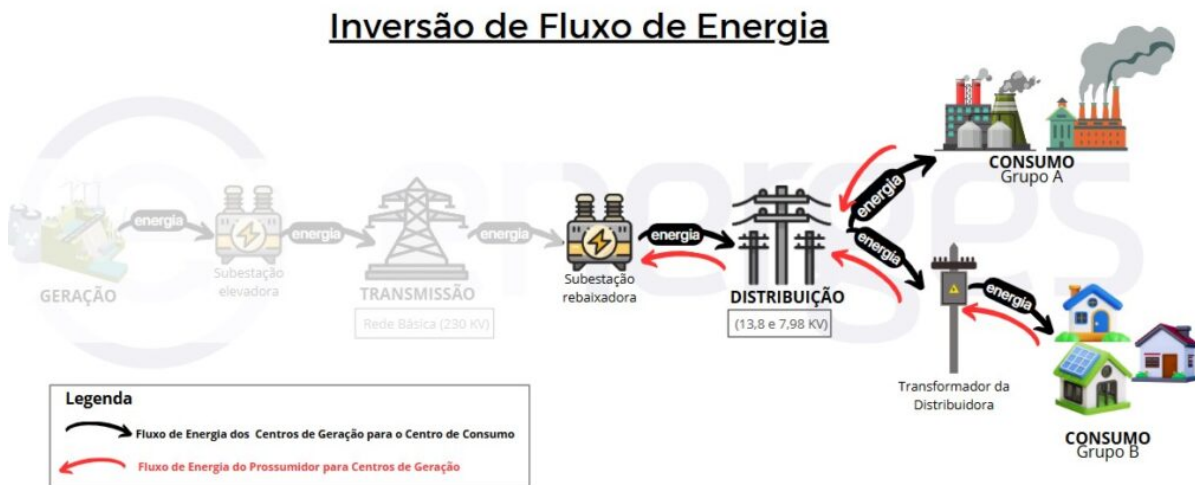 Inversão de Fluxo de Energia
energia
energia
energia
energia
energia
energia
energia
GERAÇÃO
Subestação
elevadora
TRANSMISSÃO
Rede Básica (230 KV)
Subestação
rebaixadora
DISTRIBUIÇÃO
(13,8 e 7,98 KV)
CONSUMO
Grupo A
Transformador da
Distribuidora
CONSUMO
Grupo B
Legenda
Fluxo de Energia dos Centros de Geração para o Centro de Consumo
Fluxo de Energia do Prossumidor para Centros de Geração
energes